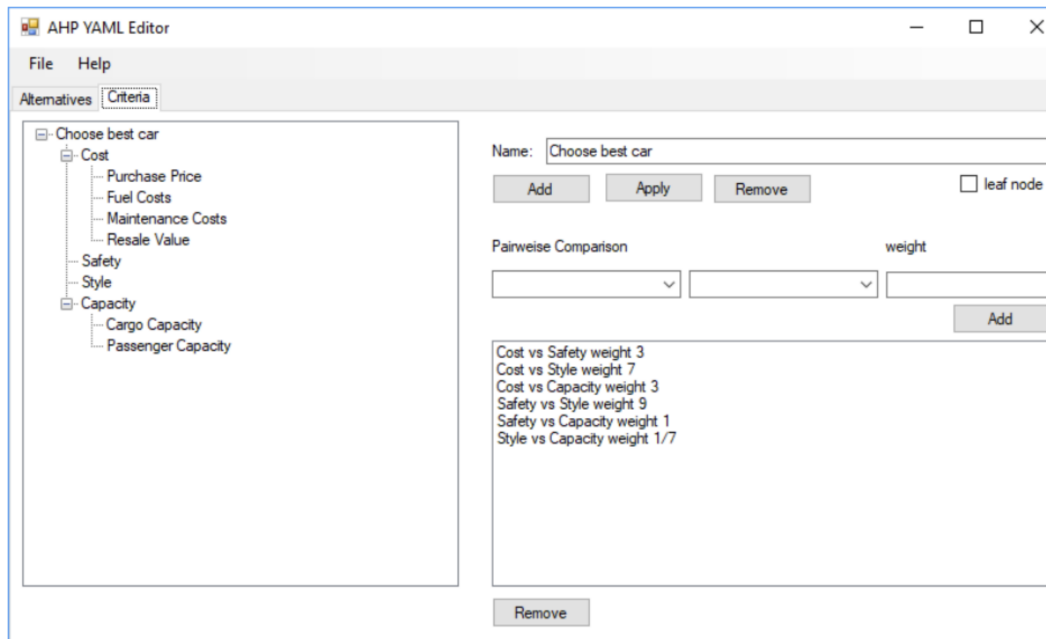 AHP YAML Editor
File Help
Alternatives Criteria
Choose best car
Cost
Purchase Price
Fuel Costs
Maintenance Costs
Resale Value
Safety
Style
Capacity
Cargo Capacity
Passenger Capacity
Name: Choose best car
Add Apply Remove leaf node
Pairweise Comparison weight
Add
Cost vs Safety weight 3
Cost vs Style weight 7
Cost vs Capacity weight 3
Safety vs Style weight 9
Safety vs Capacity weight 1
Style vs Capacity weight 1/7
Remove